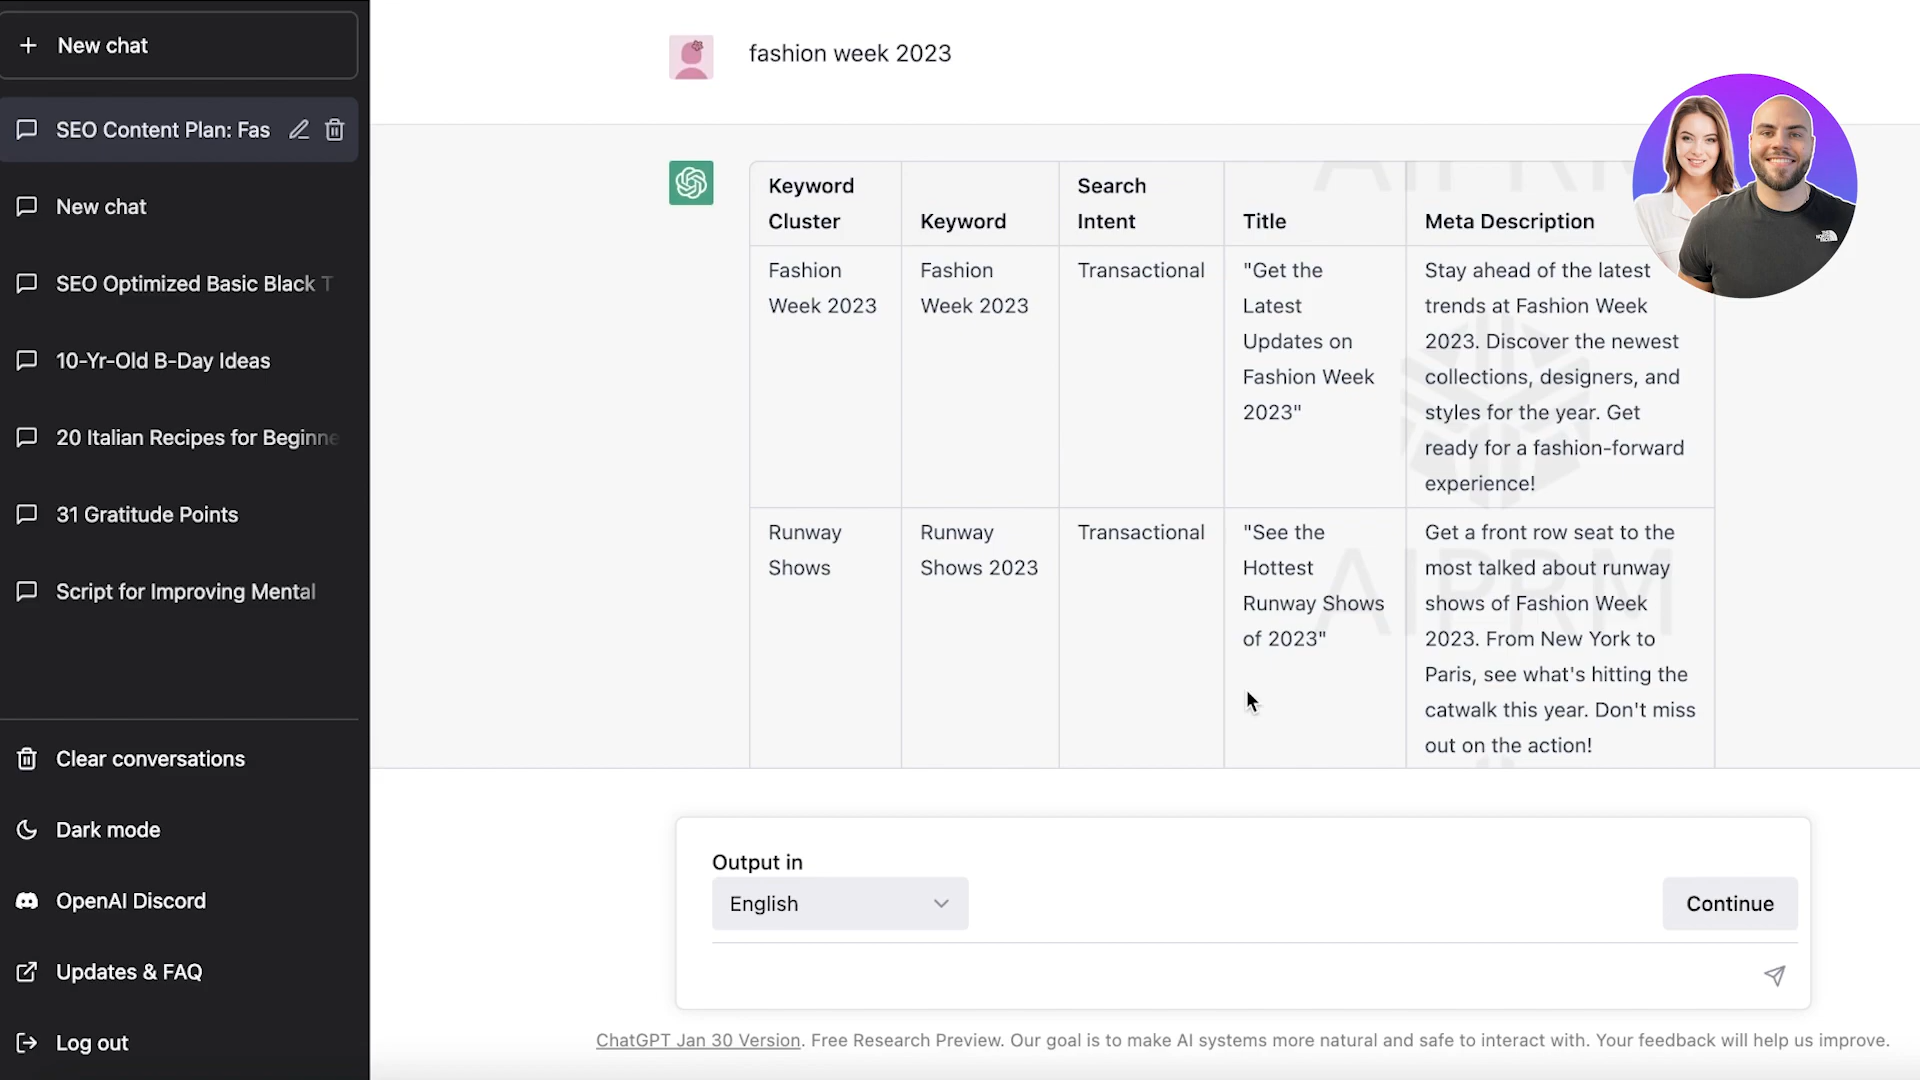 New chat
SEO Content Plan: Fas
New chat
SEO Optimized Basic Black T
10-Yr-Old B-Day Ideas
20 Italian Recipes for Beginne
31 Gratitude Points
Script for Improving Mental
Clear conversations
Dark mode
OpenAI Discord
Updates & FAQ
Log out
fashion week 2023
Keyword
Cluster
Keyword
Search
Intent
Title
Meta Description
Fashion
Week 2023
Fashion
Week 2023
Transactional
"Get the
Latest
Updates on
Fashion Week
2023"
Stay ahead of the latest
trends at Fashion Week
2023. Discover the newest
collections, designers, and
styles for the year. Get
ready for a fashion-forward
experience!
Runway
Shows
Runway
Shows 2023
Transactional
"See the
Hottest
Runway Shows
of 2023"
Get a front row seat to the
most talked about runway
shows of Fashion Week
2023. From New York to
Paris, see what's hitting the
catwalk this year. Don't miss
out on the action!
AIPRM
THE NORTH FACE
Output in
English
Continue
ChatGPT Jan 30 Version. Free Research Preview. Our goal is to make AI systems more natural and safe to interact with. Your feedback will help us improve.